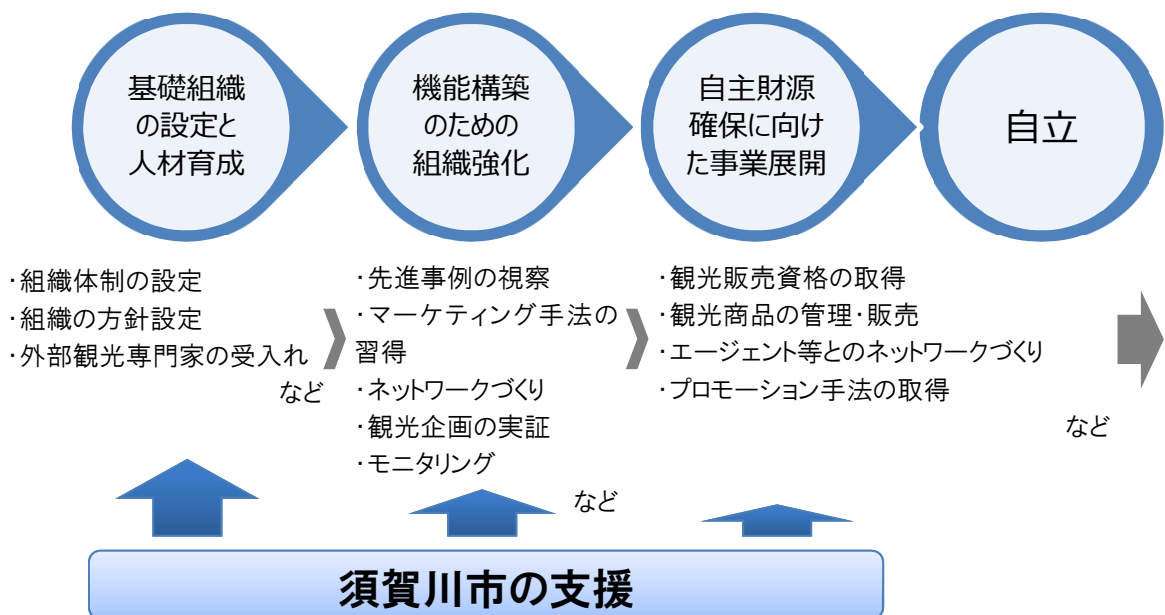 基礎組織
の設定と
人材育成
機能構築
のための
組織強化
自主財源
確保に向け
た事業展開
自立
・組織体制の設定
・組織の方針設定
・外部観光専門家の受入れ
など
・先進事例の視察
・マーケティング手法の
習得
・ネットワークづくり
・観光企画の実証
・モニタリング
など
・観光販売資格の取得
・観光商品の管理・販売
・エージェント等とのネットワークづくり
・プロモーション手法の取得
など
須賀川市の支援